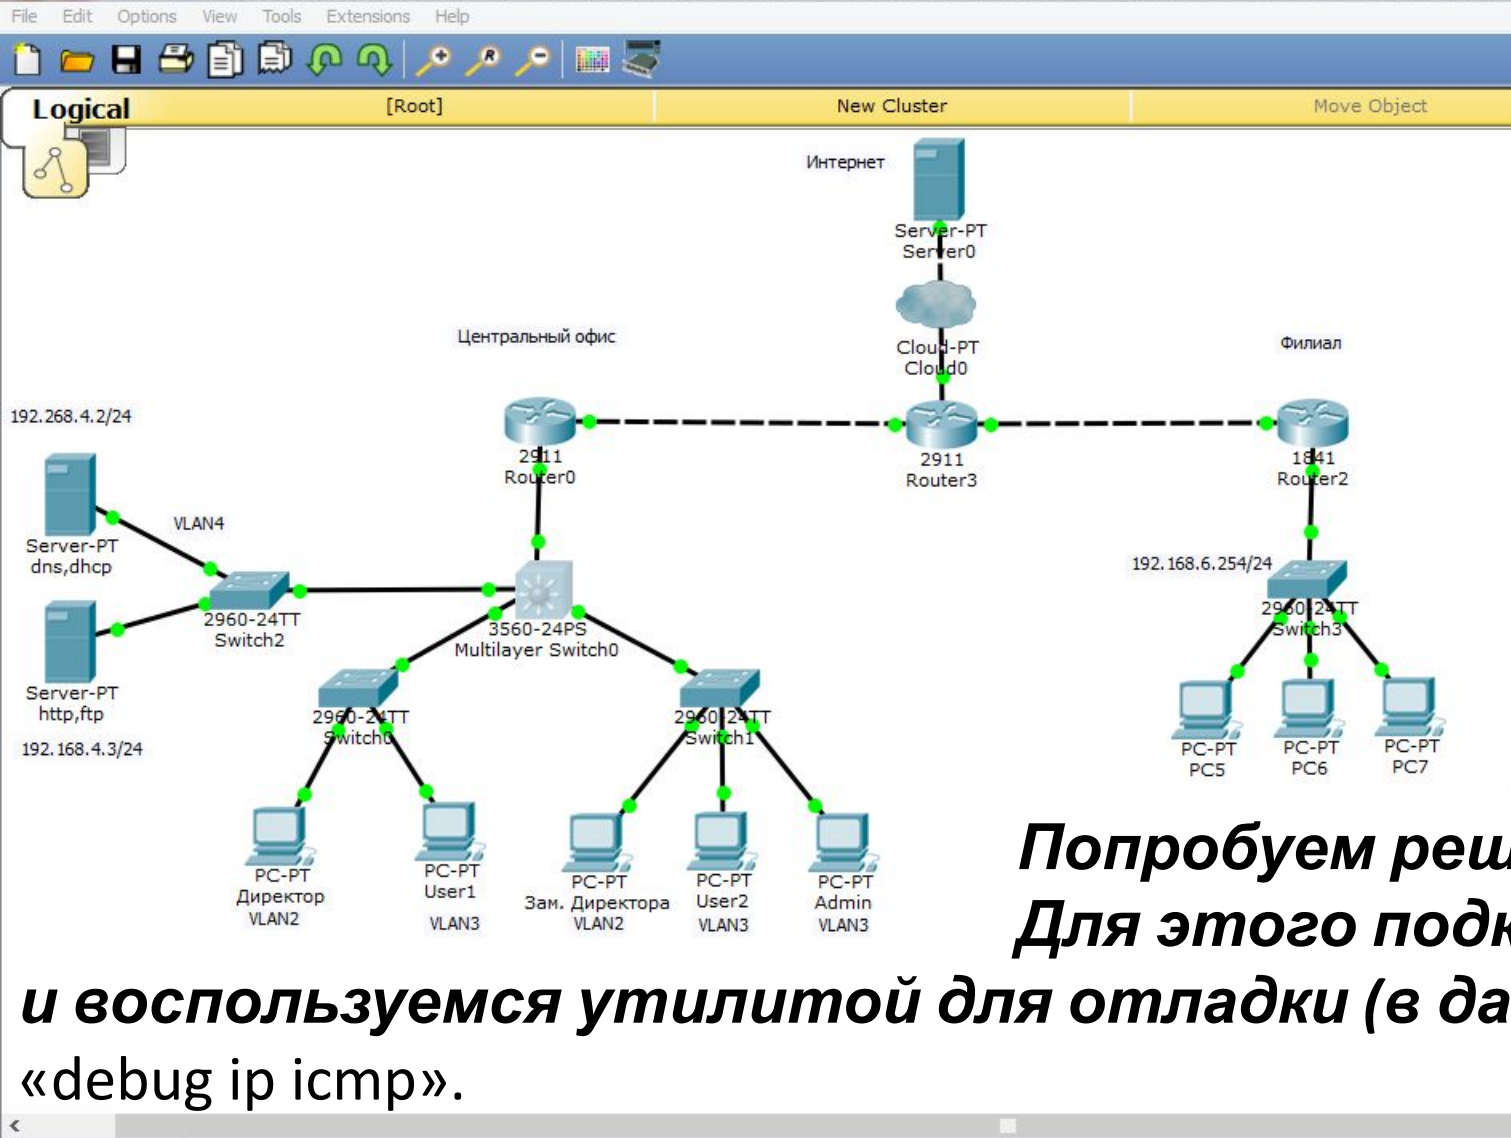 File Edit Options View Tools Extensions Help
Logical [Root] New Cluster Move Object
Интернет
Server-PT
Server0
Cloud-PT
Cloud0
Центральный офис
Филиал
192.268.4.2/24
2911
Router0
2911
Router3
1841
Router2
VLAN4
Server-PT
dns,dhcp
192.168.6.254/24
2960-24TT
Switch2
3560-24PS
Multilayer Switch0
2960-24TT
Switch3
Server-PT
http,ftp
192.168.4.3/24
2960-24TT
Switch0
2960-24TT
Switch1
PC-PT
PC5
PC-PT
PC6
PC-PT
PC7
PC-PT
Директор
VLAN2
PC-PT
User1
VLAN3
PC-PT
Зам. Директора
VLAN2
PC-PT
User2
VLAN3
PC-PT
Admin
VLAN3
Попробуем реш
Для этого подк
и воспользуемся утилитой для отладки (в да
«debug ip icmp».